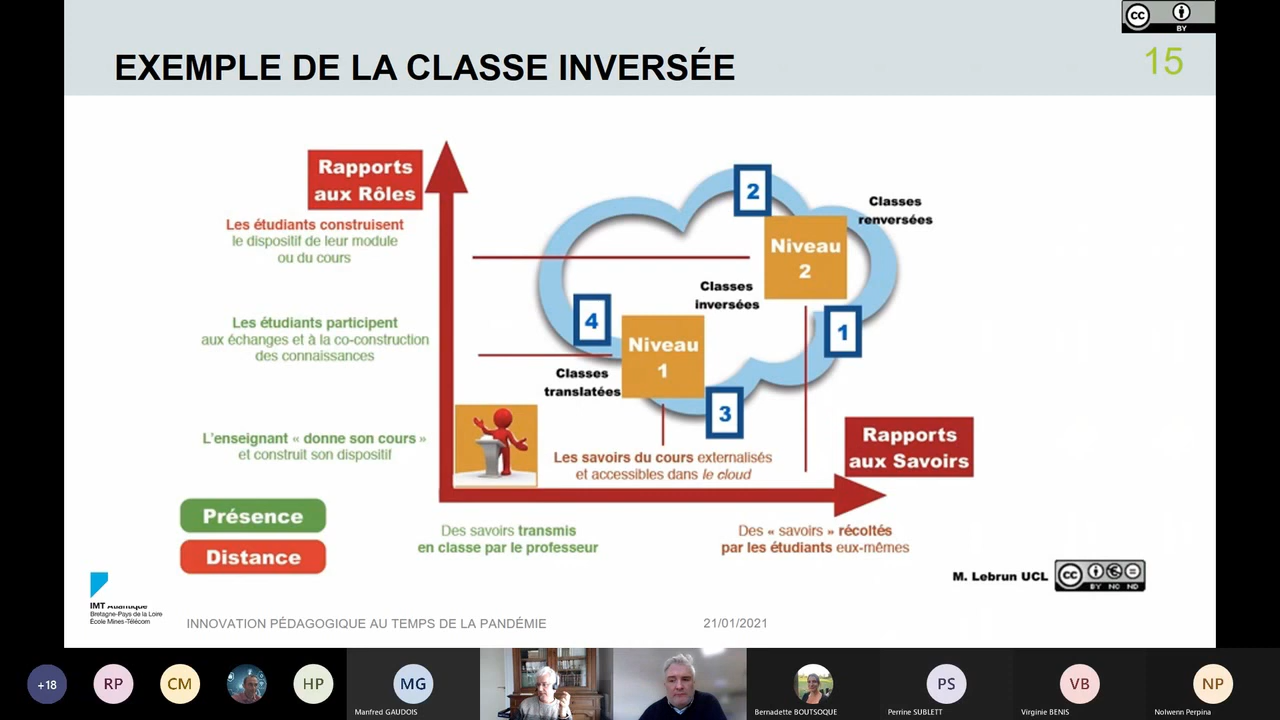 cc
BY
EXEMPLE DE LA CLASSE INVERSÉE
15
Rapports
aux Rôles
Les étudiants construisent
le dispositif de leur module
ou du cours
Les étudiants participent
aux échanges et à la co-construction
des connaissances
L'enseignant « donne son cours »
et construit son dispositif
2
Classes
renversées
Niveau
2
Classes
inversées
1
4
Niveau
1
Classes
translatées
3
Les savoirs du cours externalisés
et accessibles dans le cloud
Rapports
aux Savoirs
Des savoirs transmis
en classe par le professeur
Des « savoirs » récoltés
par les étudiants eux-mêmes
Présence
Distance
M. Lebrun UCL
cc
BY NC ND
IMT Atlantique
Bretagne-Pays de la Loire
École Mines-Télécom
INNOVATION PÉDAGOGIQUE AU TEMPS DE LA PANDÉMIE
21/01/2021
+18
RP
CM
HP
MG
Manfred GAUDOIS
Bernadette BOUTSOQUE
PS
Perrine SUBLETT
VB
Virginie BENIS
NP
Nolwenn Perpina